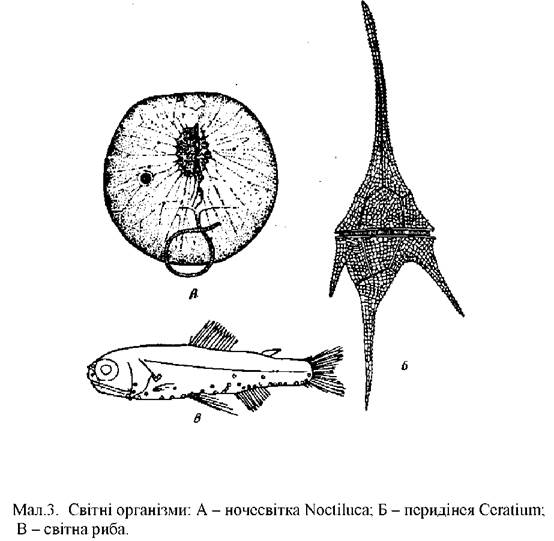 А
Б
В
Мал.3. Світні організми: А – ночесвітка Noctiluca; Б – перидінея Ceratium;
В – світна риба.